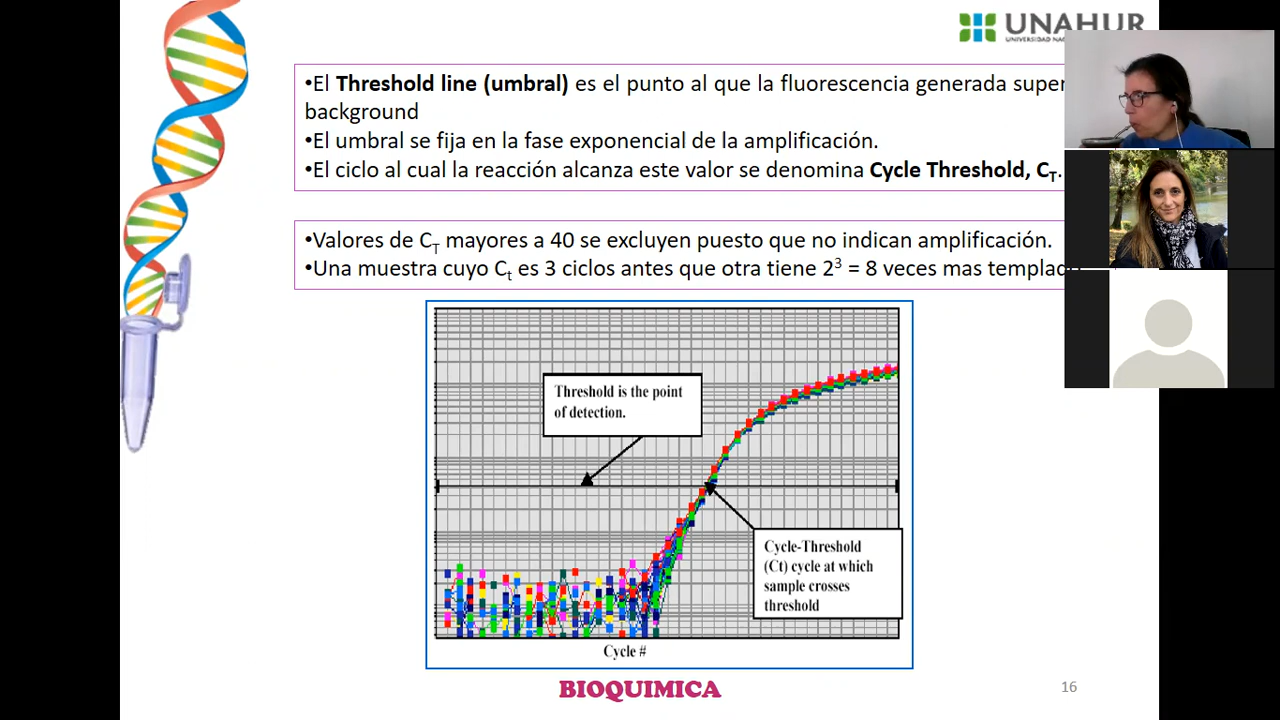 UNAHUR
•El Threshold line (umbral) es el punto al que la fluorescencia generada
background
•El umbral se fija en la fase exponencial de la amplificación.
•El ciclo al cual la reacción alcanza este valor se denomina Cycle Threshold, CT.
•Valores de CT mayores a 40 se excluyen puesto que no indican amplificación.
•Una muestra cuyo Ct es 3 ciclos antes que otra tiene 2³ = 8 veces mas
Threshold is the point
of detection.
Cycle-Threshold
(Ct) cycle at which
sample crosses
threshold
Cycle #
BIOQUIMICA
16